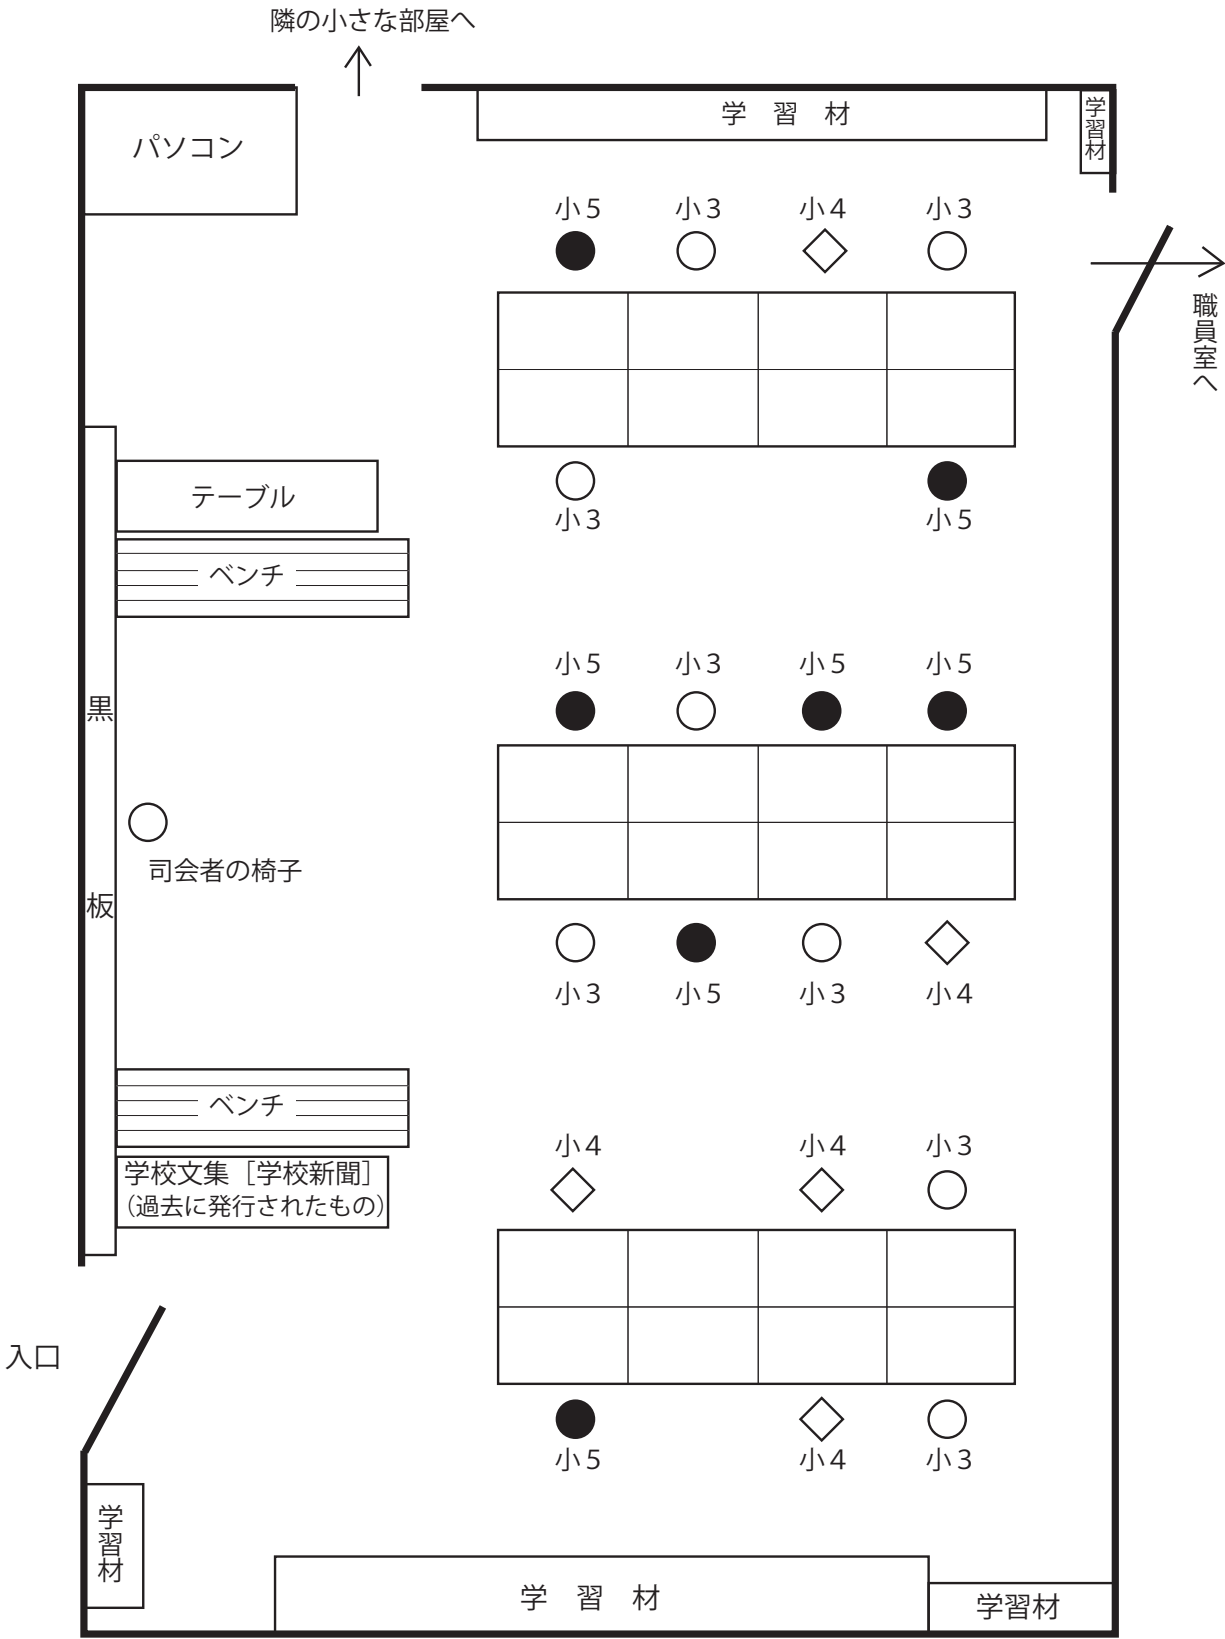 隣の小さな部屋へ
パソコン
学 習 材
学習材
小5 小3 小4 小3
職員室へ
テーブル
小3 小5
ベンチ
小5 小3 小5 小5
黒板
司会者の椅子
小3 小5 小3 小4
ベンチ
小4 小4 小3
学校文集［学校新聞］
（過去に発行されたもの）
入口
小5 小4 小3
学習材
学 習 材
学習材